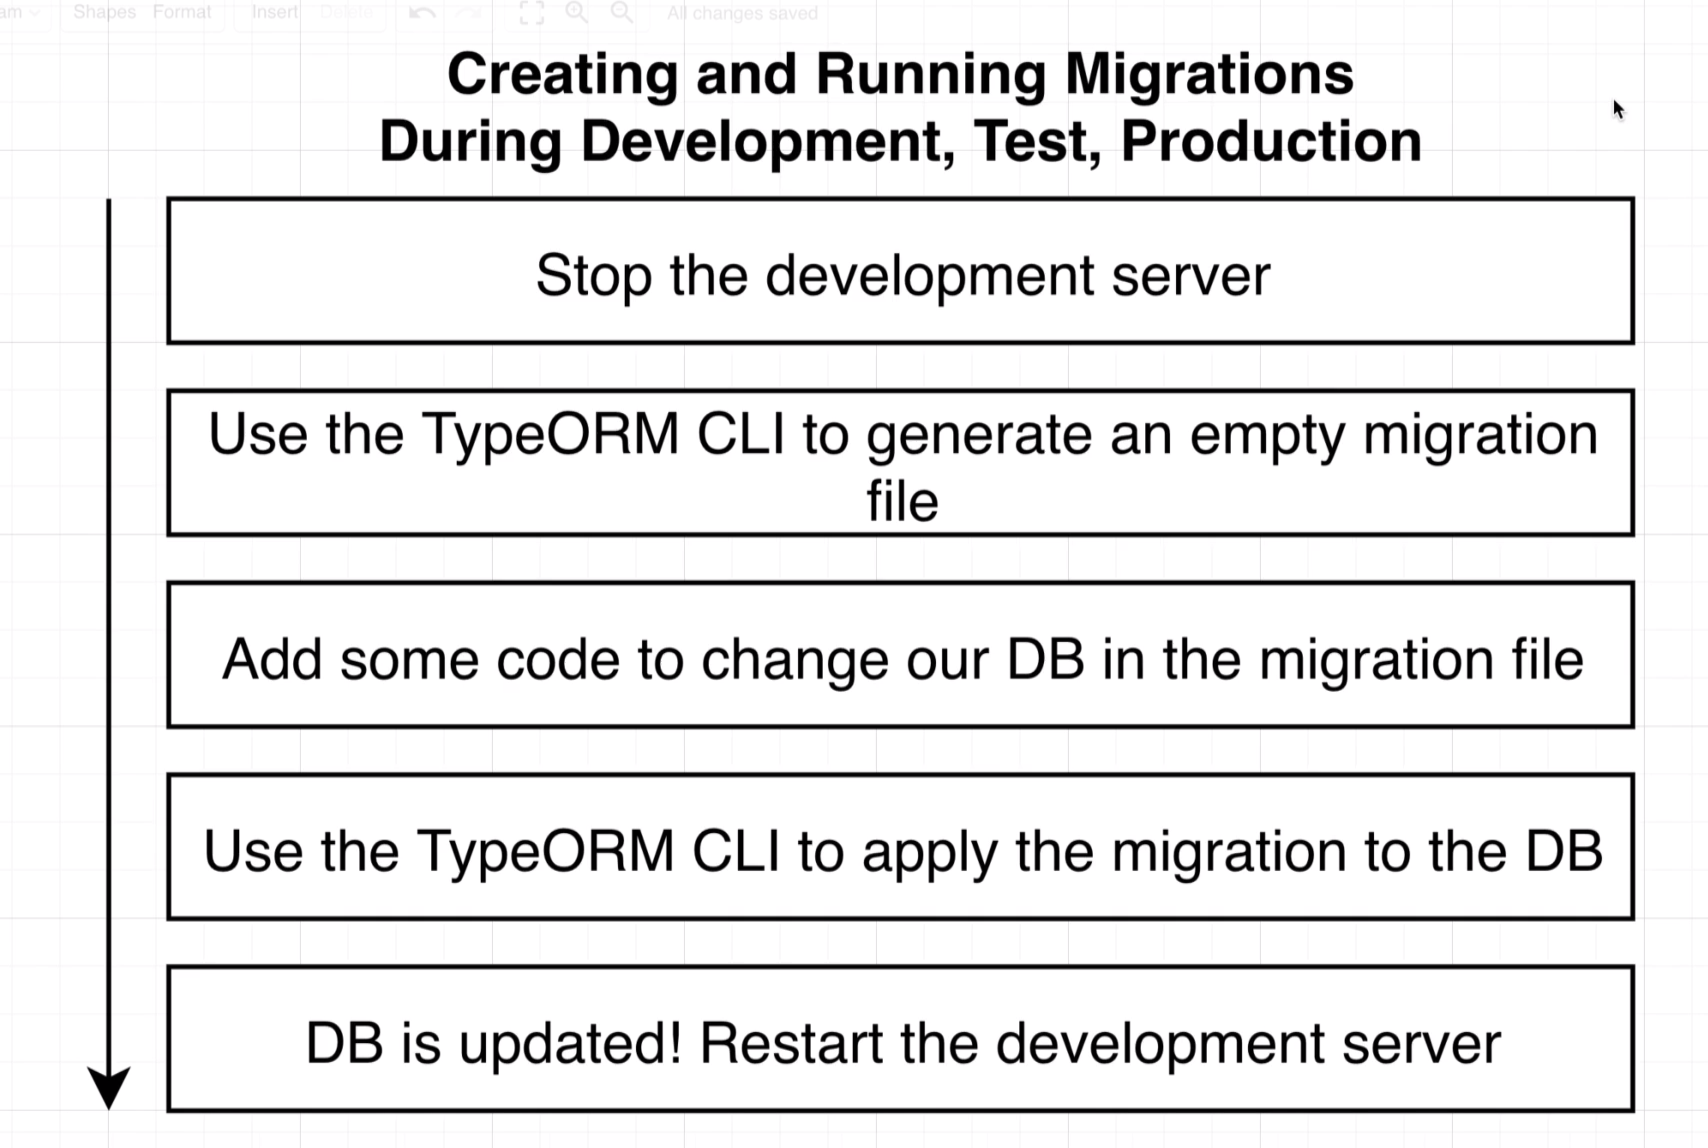 am
Shapes Format Insert Delete All changes saved
Creating and Running Migrations
During Development, Test, Production
Stop the development server
Use the TypeORM CLI to generate an empty migration
file
Add some code to change our DB in the migration file
Use the TypeORM CLI to apply the migration to the DB
DB is updated! Restart the development server